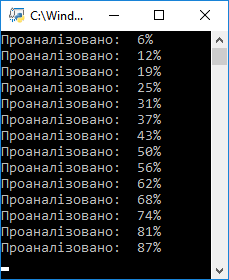 C:\Wind...
Проаналізовано: 6%
Проаналізовано: 12%
Проаналізовано: 19%
Проаналізовано: 25%
Проаналізовано: 31%
Проаналізовано: 37%
Проаналізовано: 43%
Проаналізовано: 50%
Проаналізовано: 56%
Проаналізовано: 62%
Проаналізовано: 68%
Проаналізовано: 74%
Проаналізовано: 81%
Проаналізовано: 87%